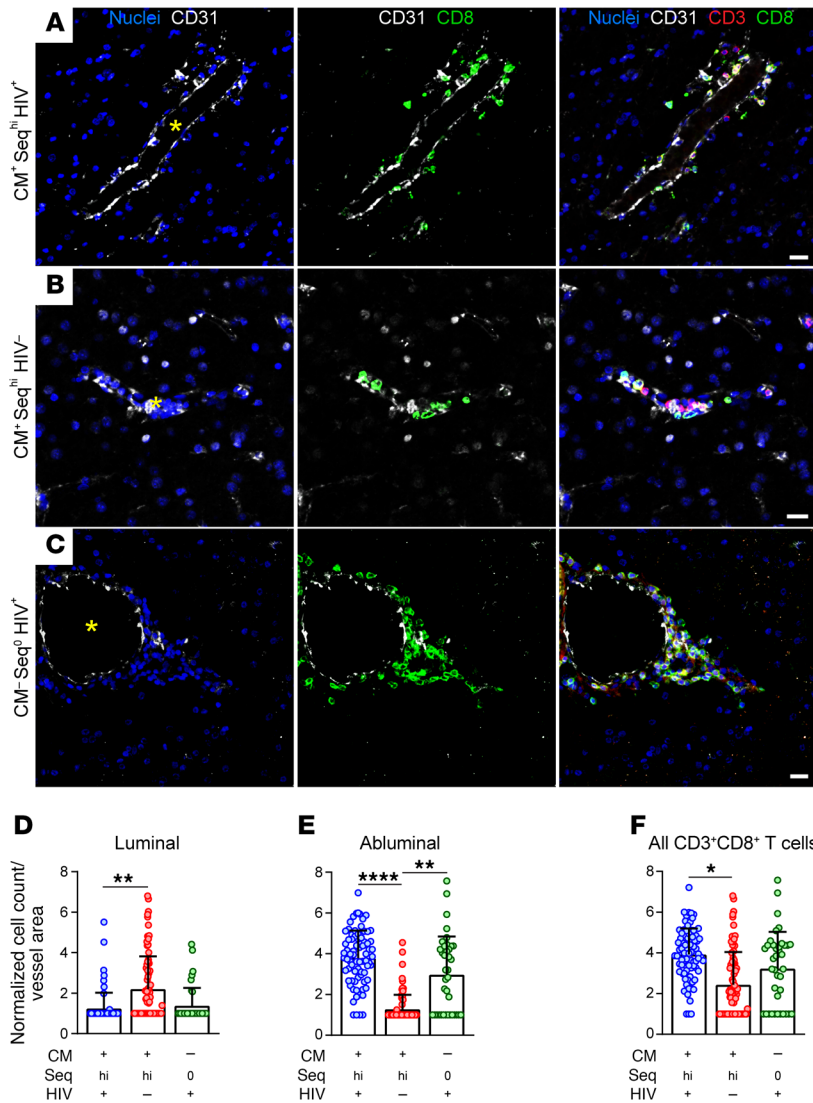 A
Nuclei CD31
CD31 CD8
Nuclei CD31 CD3 CD8
CM⁺ Seqʰⁱ HIV⁺
*
B
CM⁺ Seqʰⁱ HIV⁻
*
C
CM⁻ Seq⁰ HIV⁺
*
D
Luminal
Normalized cell count/
vessel area
8
6
4
2
0
**
CM + + −
Seq hi hi 0
HIV + − +
E
Abluminal
8
6
4
2
0
**** **
CM + + −
Seq hi hi 0
HIV + − +
F
All CD3⁺CD8⁺ T cells
8
6
4
2
0
*
CM + + −
Seq hi hi 0
HIV + − +